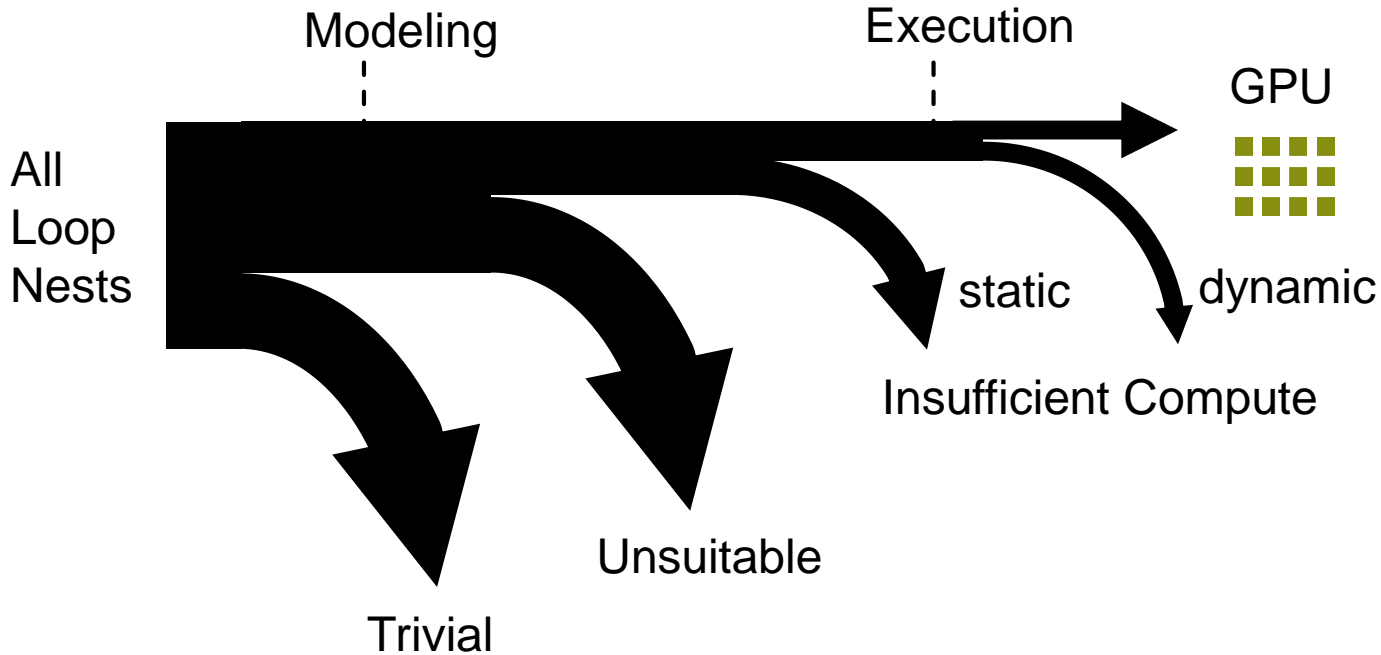 Modeling
Execution
GPU
All
Loop
Nests
static
dynamic
Insufficient Compute
Unsuitable
Trivial